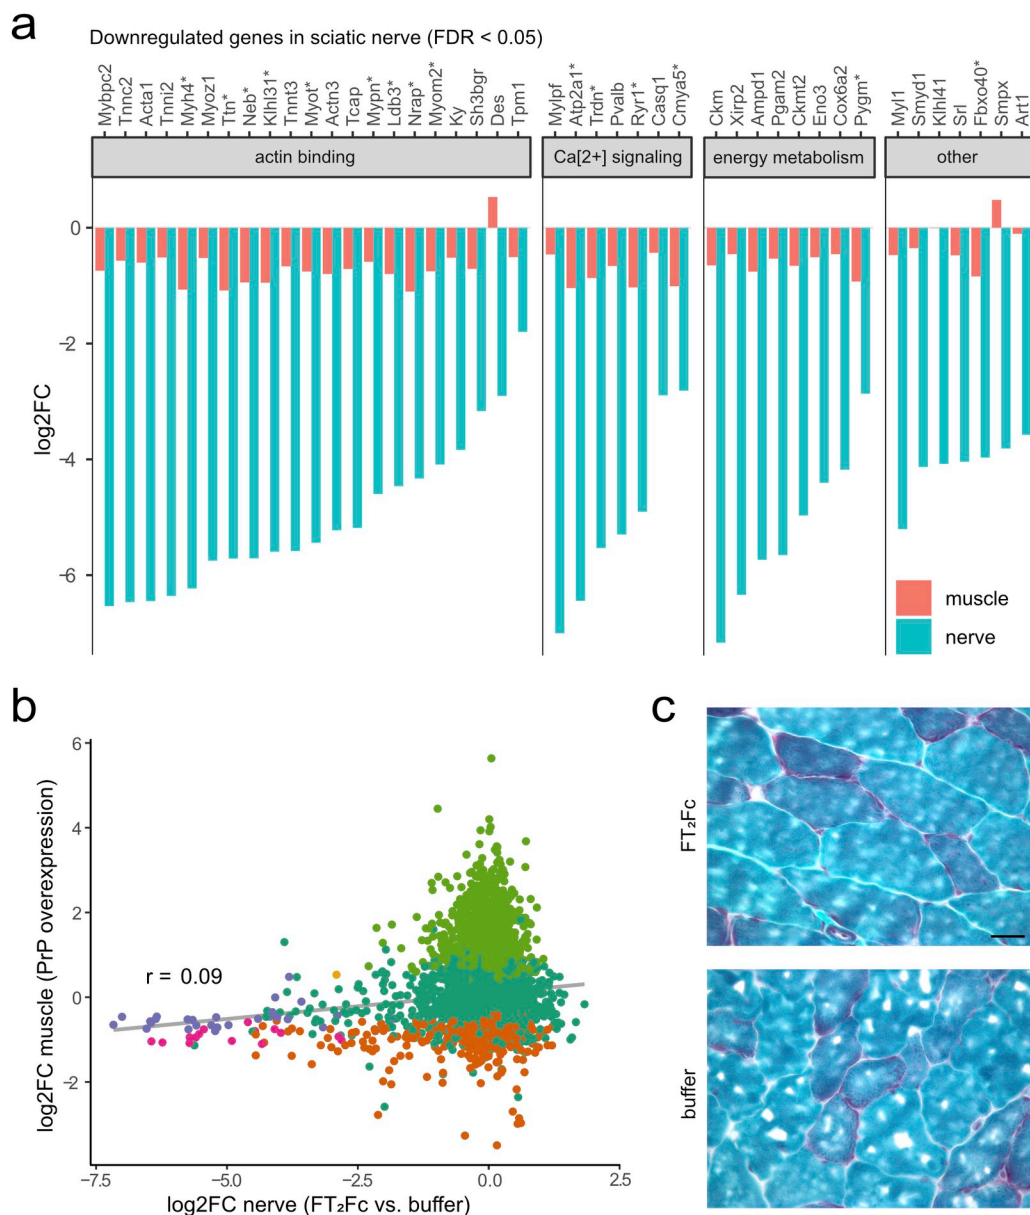 a
Downregulated genes in sciatic nerve (FDR < 0.05)
Mybpc2 Tnnc2 Acta1 Tnni2 Myh4* Myoz1 Ttn* Neb* Klhl31* Tnnt3 Myot* Actn3 Tcap Mypn* Ldb3* Nrap* Myom2* Ky Sh3bgr Des Tpm1 Mylpf Atp2a1* Trdn* Pvalb Ryr1* Casq1 Cmya5* Ckm Xirp2 Ampd1 Pgam2 Ckmt2 Eno3 Cox6a2 Pygm* Myl1 Smyd1 Klhl41 Srl Fbxo40* Smpx Art1
actin binding Ca[2+] signaling energy metabolism other
log2FC
0
−2
−4
−6
muscle
nerve
b
log2FC muscle (PrP overexpression)
6
4
2
0
−2
r = 0.09
−7.5 −5.0 −2.5 0.0 2.5
log2FC nerve (FT₂Fc vs. buffer)
c
FT₂Fc
buffer